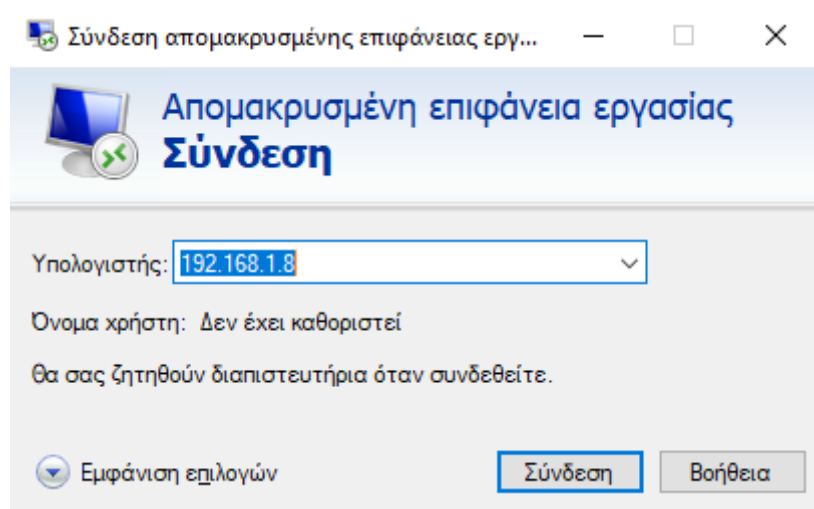 Σύνδεση απομακρυσμένης επιφάνειας εργ...
Απομακρυσμένη επιφάνεια εργασίας
Σύνδεση
Υπολογιστής: 192.168.1.8
Όνομα χρήστη: Δεν έχει καθοριστεί
Θα σας ζητηθούν διαπιστευτήρια όταν συνδεθείτε.
Εμφάνιση επιλογών Σύνδεση Βοήθεια